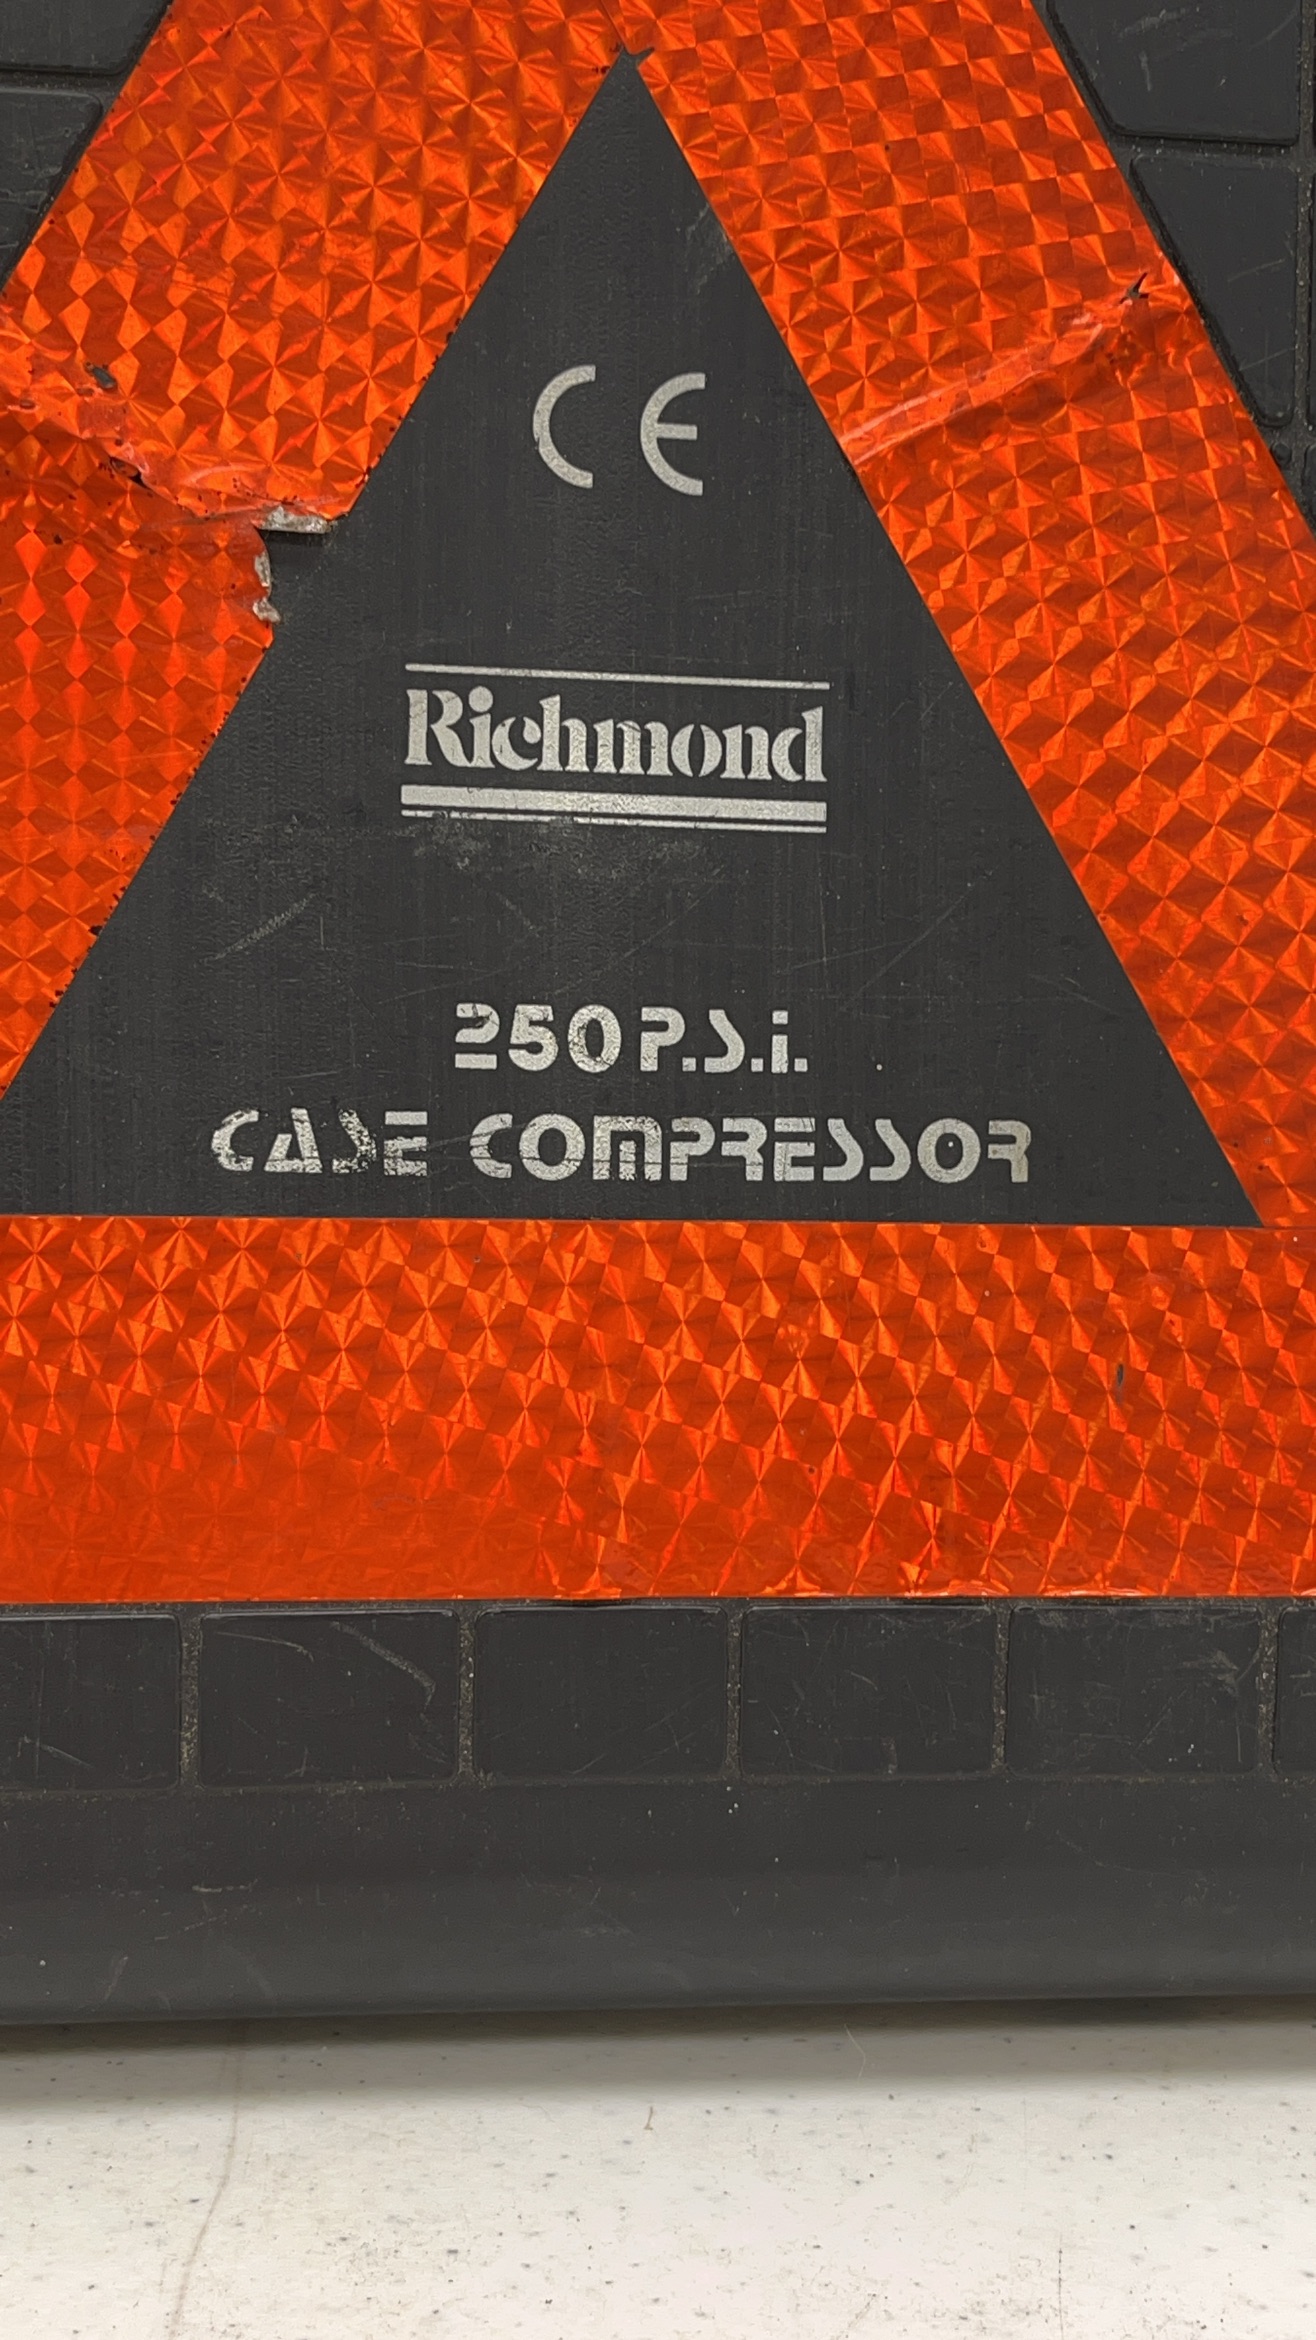 CE
Richmond
250 P.S.i.
CASE COMPRESSOR